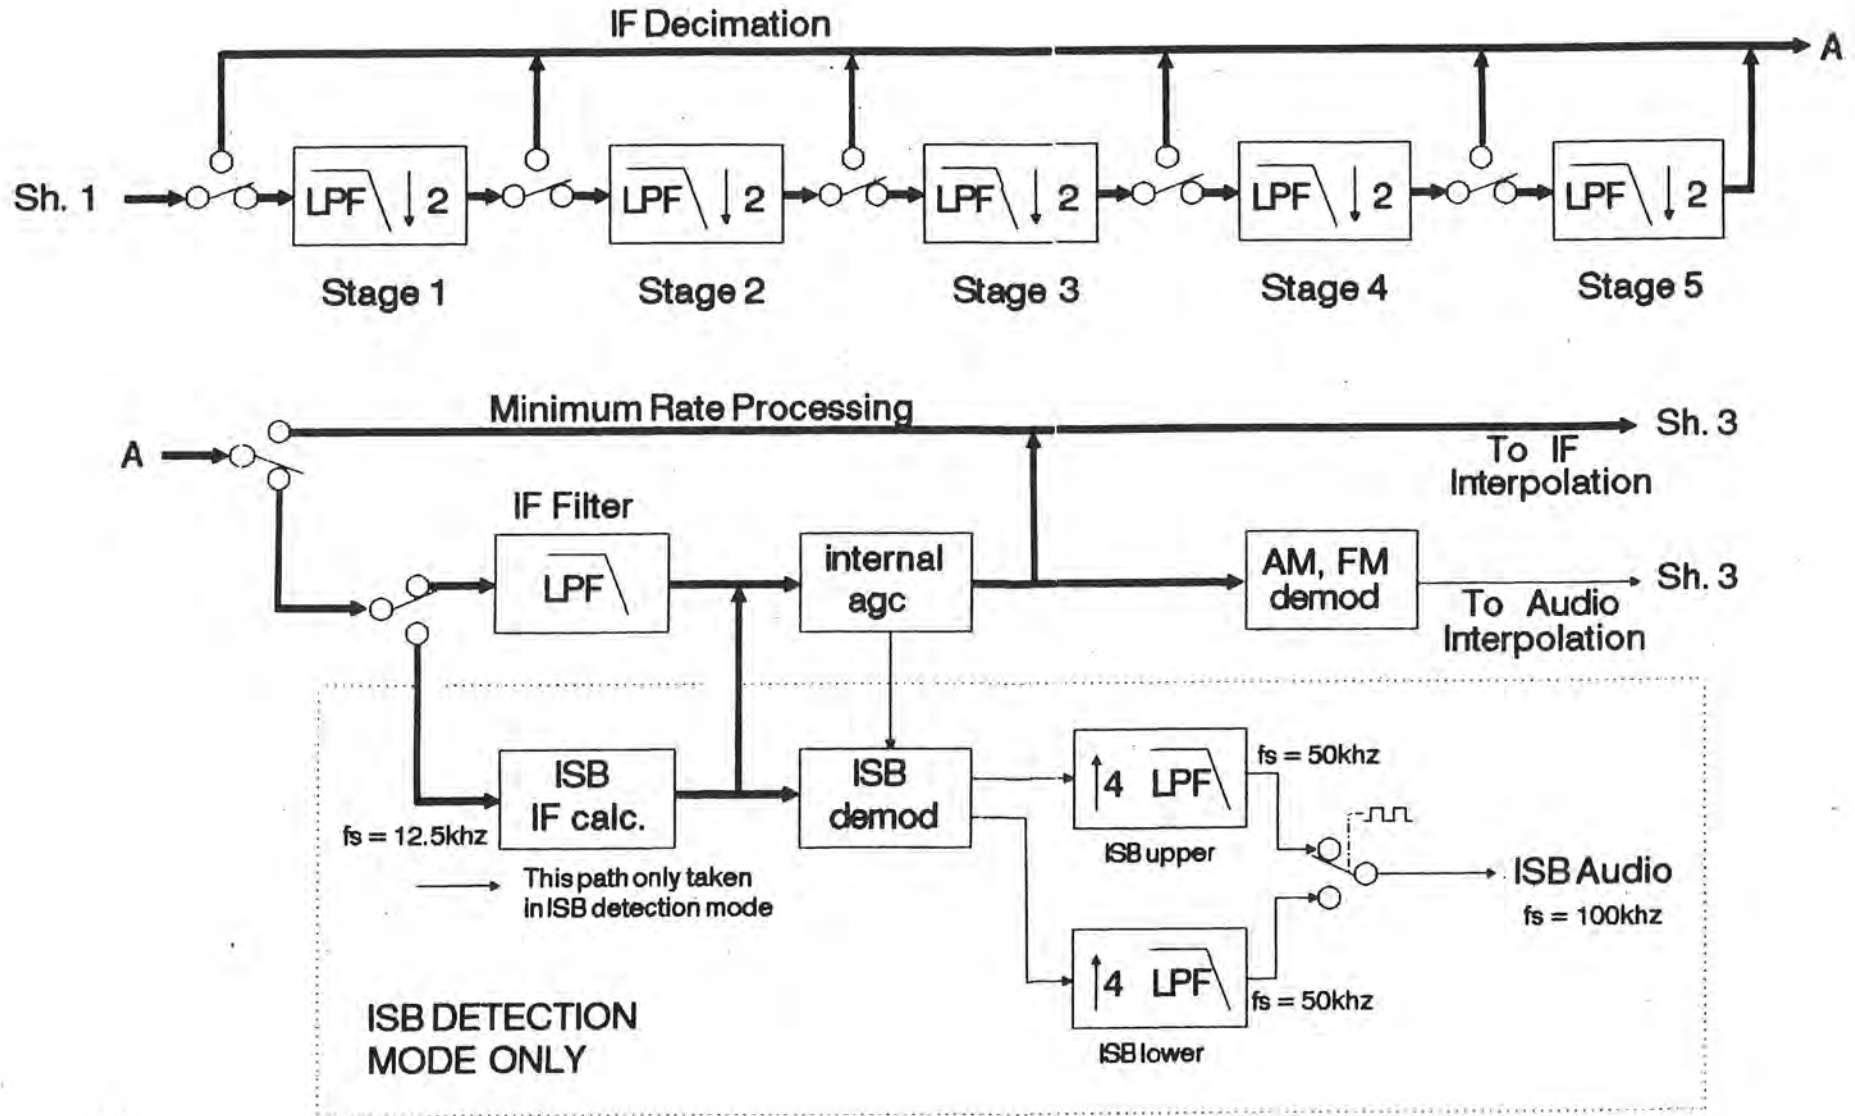 IF Decimation
A
Sh. 1
LPF ↓ 2
LPF ↓ 2
LPF ↓ 2
LPF ↓ 2
LPF ↓ 2
Stage 1
Stage 2
Stage 3
Stage 4
Stage 5
Minimum Rate Processing
Sh. 3
To IF
Interpolation
A
IF Filter
LPF
internal
agc
AM, FM
demod
Sh. 3
To Audio
Interpolation
ISB
IF calc.
fs = 12.5khz
ISB
demod
↑4 LPF
fs = 50khz
ISB upper
This path only taken
in ISB detection mode
ISB Audio
fs = 100khz
↑4 LPF
fs = 50khz
ISB lower
ISB DETECTION
MODE ONLY